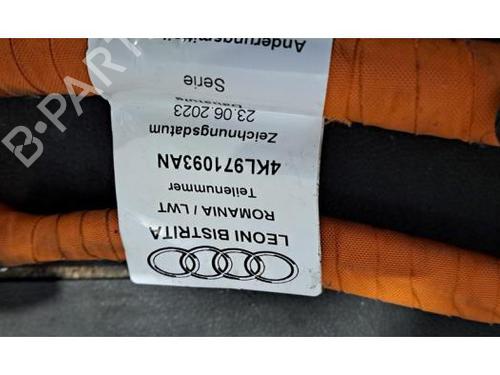 LEONI BISTRITA
ROMANIA / LWT
Teilenummer
4KL971093AN
Zeichnungsdatum
23.06.2023
Serie
B-PARTS